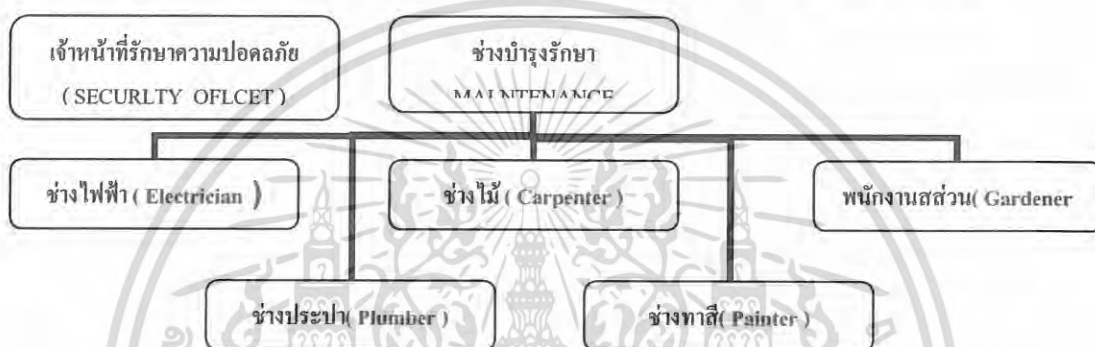 เจ้าหน้าที่รักษาความปอดลภัย
( SECURLTY OFLCET )
ช่างบำรุงรักษา
MAINTENANCE
ช่างไฟฟ้า ( Electrician )
ช่างไม้ ( Carpenter )
พนักงานสส่วน( Gardener
ช่างประปา( Plumber )
ช่างทาสี( Painter )